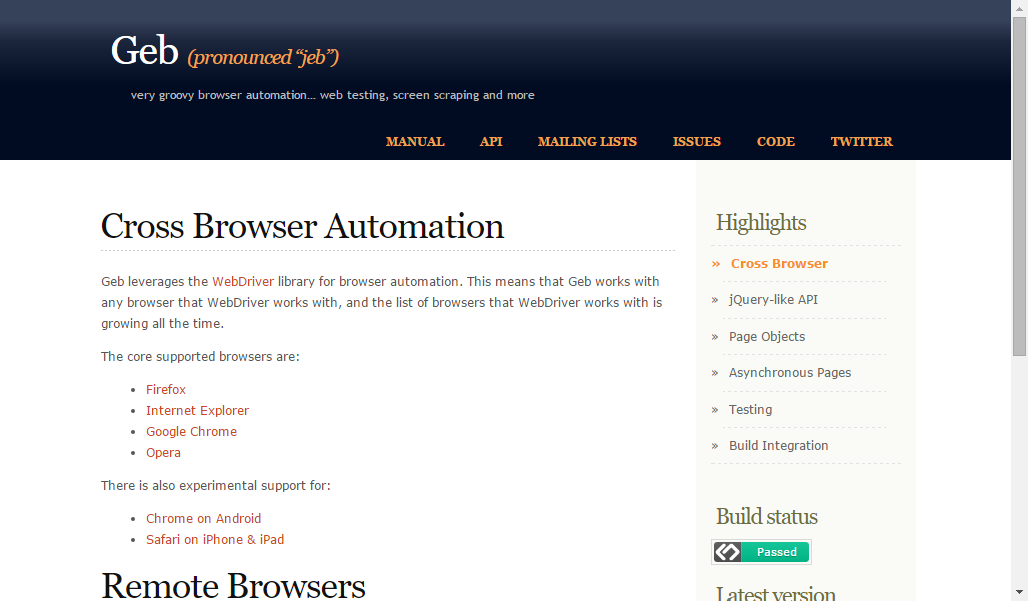 Geb (pronounced “jeb”)
very groovy browser automation... web testing, screen scraping and more
MANUAL API MAILING LISTS ISSUES CODE TWITTER
Cross Browser Automation
Geb leverages the WebDriver library for browser automation. This means that Geb works with
any browser that WebDriver works with, and the list of browsers that WebDriver works with is
growing all the time.
The core supported browsers are:
• Firefox
• Internet Explorer
• Google Chrome
• Opera
There is also experimental support for:
• Chrome on Android
• Safari on iPhone & iPad
Remote Browsers
Highlights
» Cross Browser
» jQuery-like API
» Page Objects
» Asynchronous Pages
» Testing
» Build Integration
Build status
Passed
Latest version